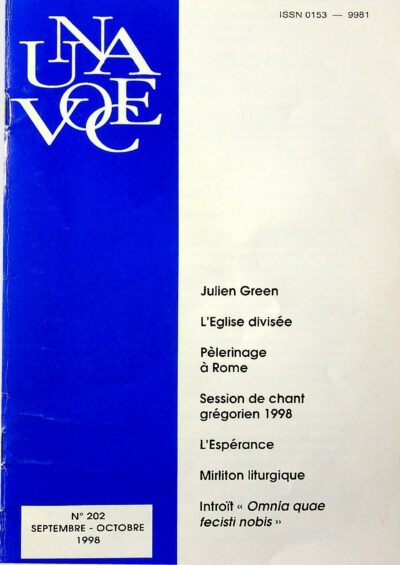 ISSN 0153 — 9981
UNA
VOCE
Julien Green
L'Eglise divisée
Pèlerinage
à Rome
Session de chant
grégorien 1998
L'Espérance
Mirliton liturgique
Introït « Omnia quae
fecisti nobis »
N° 202
SEPTEMBRE - OCTOBRE
1998